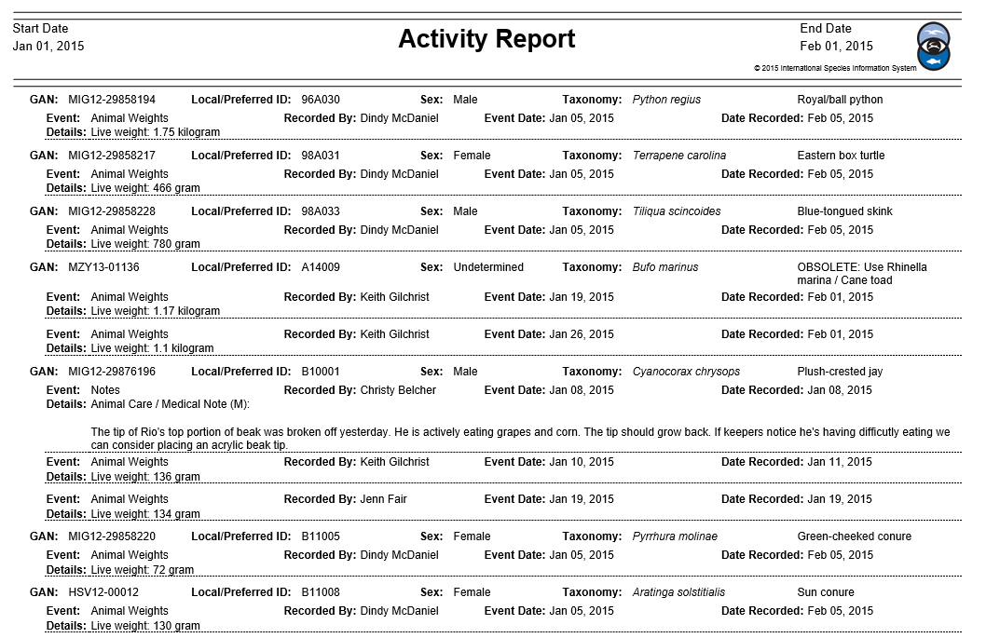 Start Date
Jan 01, 2015
Activity Report
End Date
Feb 01, 2015
© 2015 International Species Information System
GAN: MIG12-29858194 Local/Preferred ID: 96A030 Sex: Male Taxonomy: Python regius Royal/ball python
Event: Animal Weights Recorded By: Dindy McDaniel Event Date: Jan 05, 2015 Date Recorded: Feb 05, 2015
Details: Live weight: 1.75 kilogram
GAN: MIG12-29858217 Local/Preferred ID: 98A031 Sex: Female Taxonomy: Terrapene carolina Eastern box turtle
Event: Animal Weights Recorded By: Dindy McDaniel Event Date: Jan 05, 2015 Date Recorded: Feb 05, 2015
Details: Live weight: 466 gram
GAN: MIG12-29858228 Local/Preferred ID: 98A033 Sex: Male Taxonomy: Tiliqua scincoides Blue-tongued skink
Event: Animal Weights Recorded By: Dindy McDaniel Event Date: Jan 05, 2015 Date Recorded: Feb 05, 2015
Details: Live weight: 780 gram
GAN: MZY13-01136 Local/Preferred ID: A14009 Sex: Undetermined Taxonomy: Bufo marinus OBSOLETE: Use Rhinella
marina / Cane toad
Event: Animal Weights Recorded By: Keith Gilchrist Event Date: Jan 19, 2015 Date Recorded: Feb 01, 2015
Details: Live weight: 1.17 kilogram
Event: Animal Weights Recorded By: Keith Gilchrist Event Date: Jan 26, 2015 Date Recorded: Feb 01, 2015
Details: Live weight: 1.1 kilogram
GAN: MIG12-29876196 Local/Preferred ID: B10001 Sex: Male Taxonomy: Cyanocorax chrysops Plush-crested jay
Event: Notes Recorded By: Christy Belcher Event Date: Jan 08, 2015 Date Recorded: Jan 08, 2015
Details: Animal Care / Medical Note (M):
The tip of Rio's top portion of beak was broken off yesterday. He is actively eating grapes and corn. The tip should grow back. If keepers notice he's having difficutly eating we
can consider placing an acrylic beak tip.
Event: Animal Weights Recorded By: Keith Gilchrist Event Date: Jan 10, 2015 Date Recorded: Jan 11, 2015
Details: Live weight: 136 gram
Event: Animal Weights Recorded By: Jenn Fair Event Date: Jan 19, 2015 Date Recorded: Jan 19, 2015
Details: Live weight: 134 gram
GAN: MIG12-29858220 Local/Preferred ID: B11005 Sex: Female Taxonomy: Pyrrhura molinae Green-cheeked conure
Event: Animal Weights Recorded By: Dindy McDaniel Event Date: Jan 05, 2015 Date Recorded: Feb 05, 2015
Details: Live weight: 72 gram
GAN: HSV12-00012 Local/Preferred ID: B11008 Sex: Female Taxonomy: Aratinga solstitialis Sun conure
Event: Animal Weights Recorded By: Dindy McDaniel Event Date: Jan 05, 2015 Date Recorded: Feb 05, 2015
Details: Live weight: 130 gram